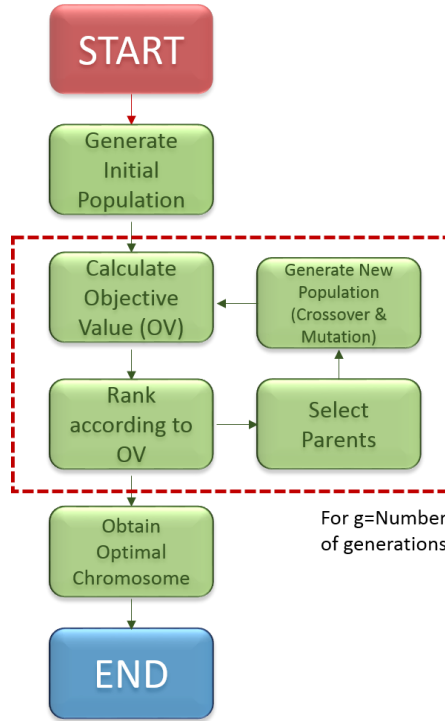 START
Generate
Initial
Population
Calculate
Objective
Value (OV)
Generate New
Population
(Crossover &
Mutation)
Rank
according to
OV
Select
Parents
For g=Number
of generations
Obtain
Optimal
Chromosome
END